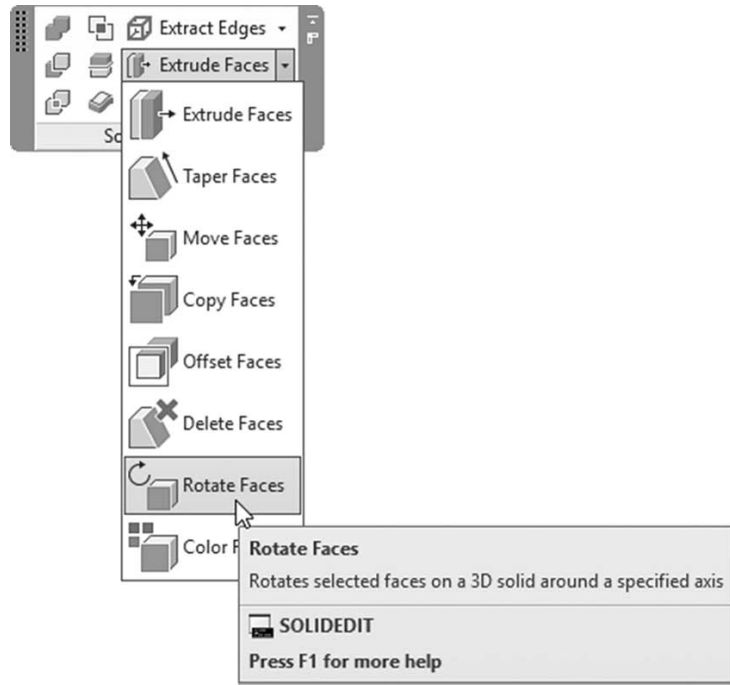 Extract Edges
Extrude Faces
Extrude Faces
Taper Faces
Move Faces
Copy Faces
Offset Faces
Delete Faces
Rotate Faces
Color
Rotate Faces
Rotates selected faces on a 3D solid around a specified axis
SOLIDEDIT
Press F1 for more help